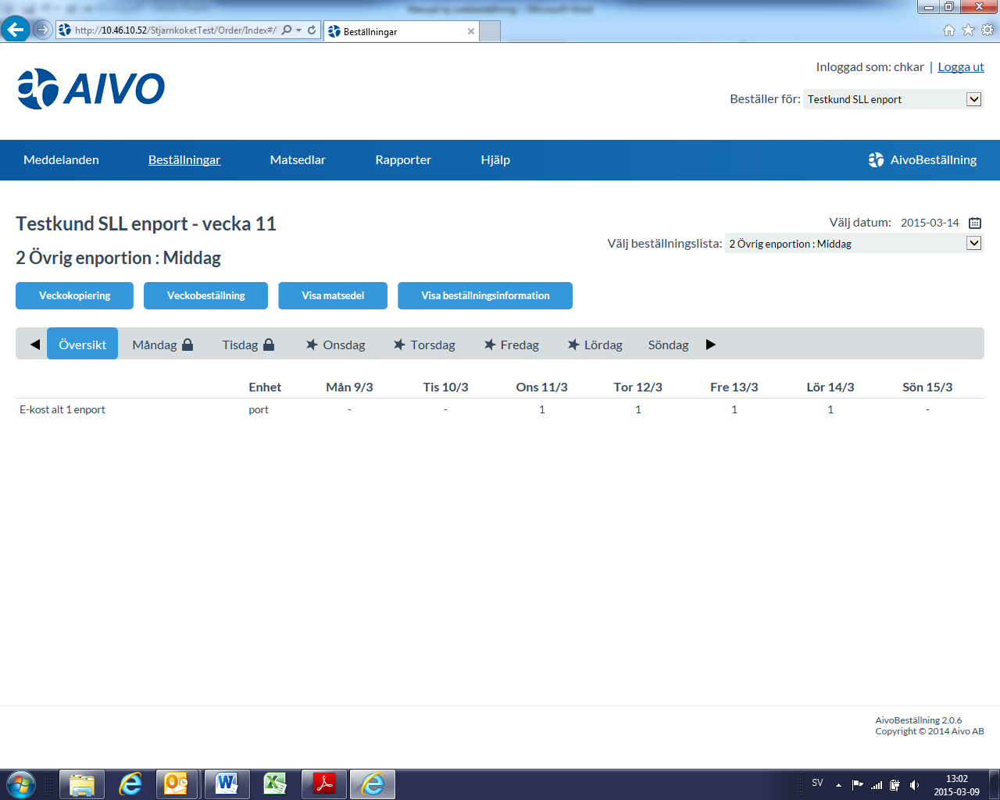 Manual ny webbeställning - Microsoft Word
http://10.46.10.52/StjarnkoketTest/Order/Index#/
Beställningar
Inloggad som: chkar | Logga ut
AIVO
Beställer för: Testkund SLL enport
Meddelanden Beställningar Matsedlar Rapporter Hjälp AivoBeställning
Testkund SLL enport - vecka 11
Välj datum: 2015-03-14
Välj beställningslista: 2 Övrig enportion : Middag
2 Övrig enportion : Middag
Veckokopiering Veckobeställning Visa matsedel Visa beställningsinformation
Översikt Måndag Tisdag Onsdag Torsdag Fredag Lördag Söndag
Enhet Mån 9/3 Tis 10/3 Ons 11/3 Tor 12/3 Fre 13/3 Lör 14/3 Sön 15/3
E-kost alt 1 enport port - - 1 1 1 1 -
AivoBeställning 2.0.6
Copyright © 2014 Aivo AB
SV 13:02
2015-03-09